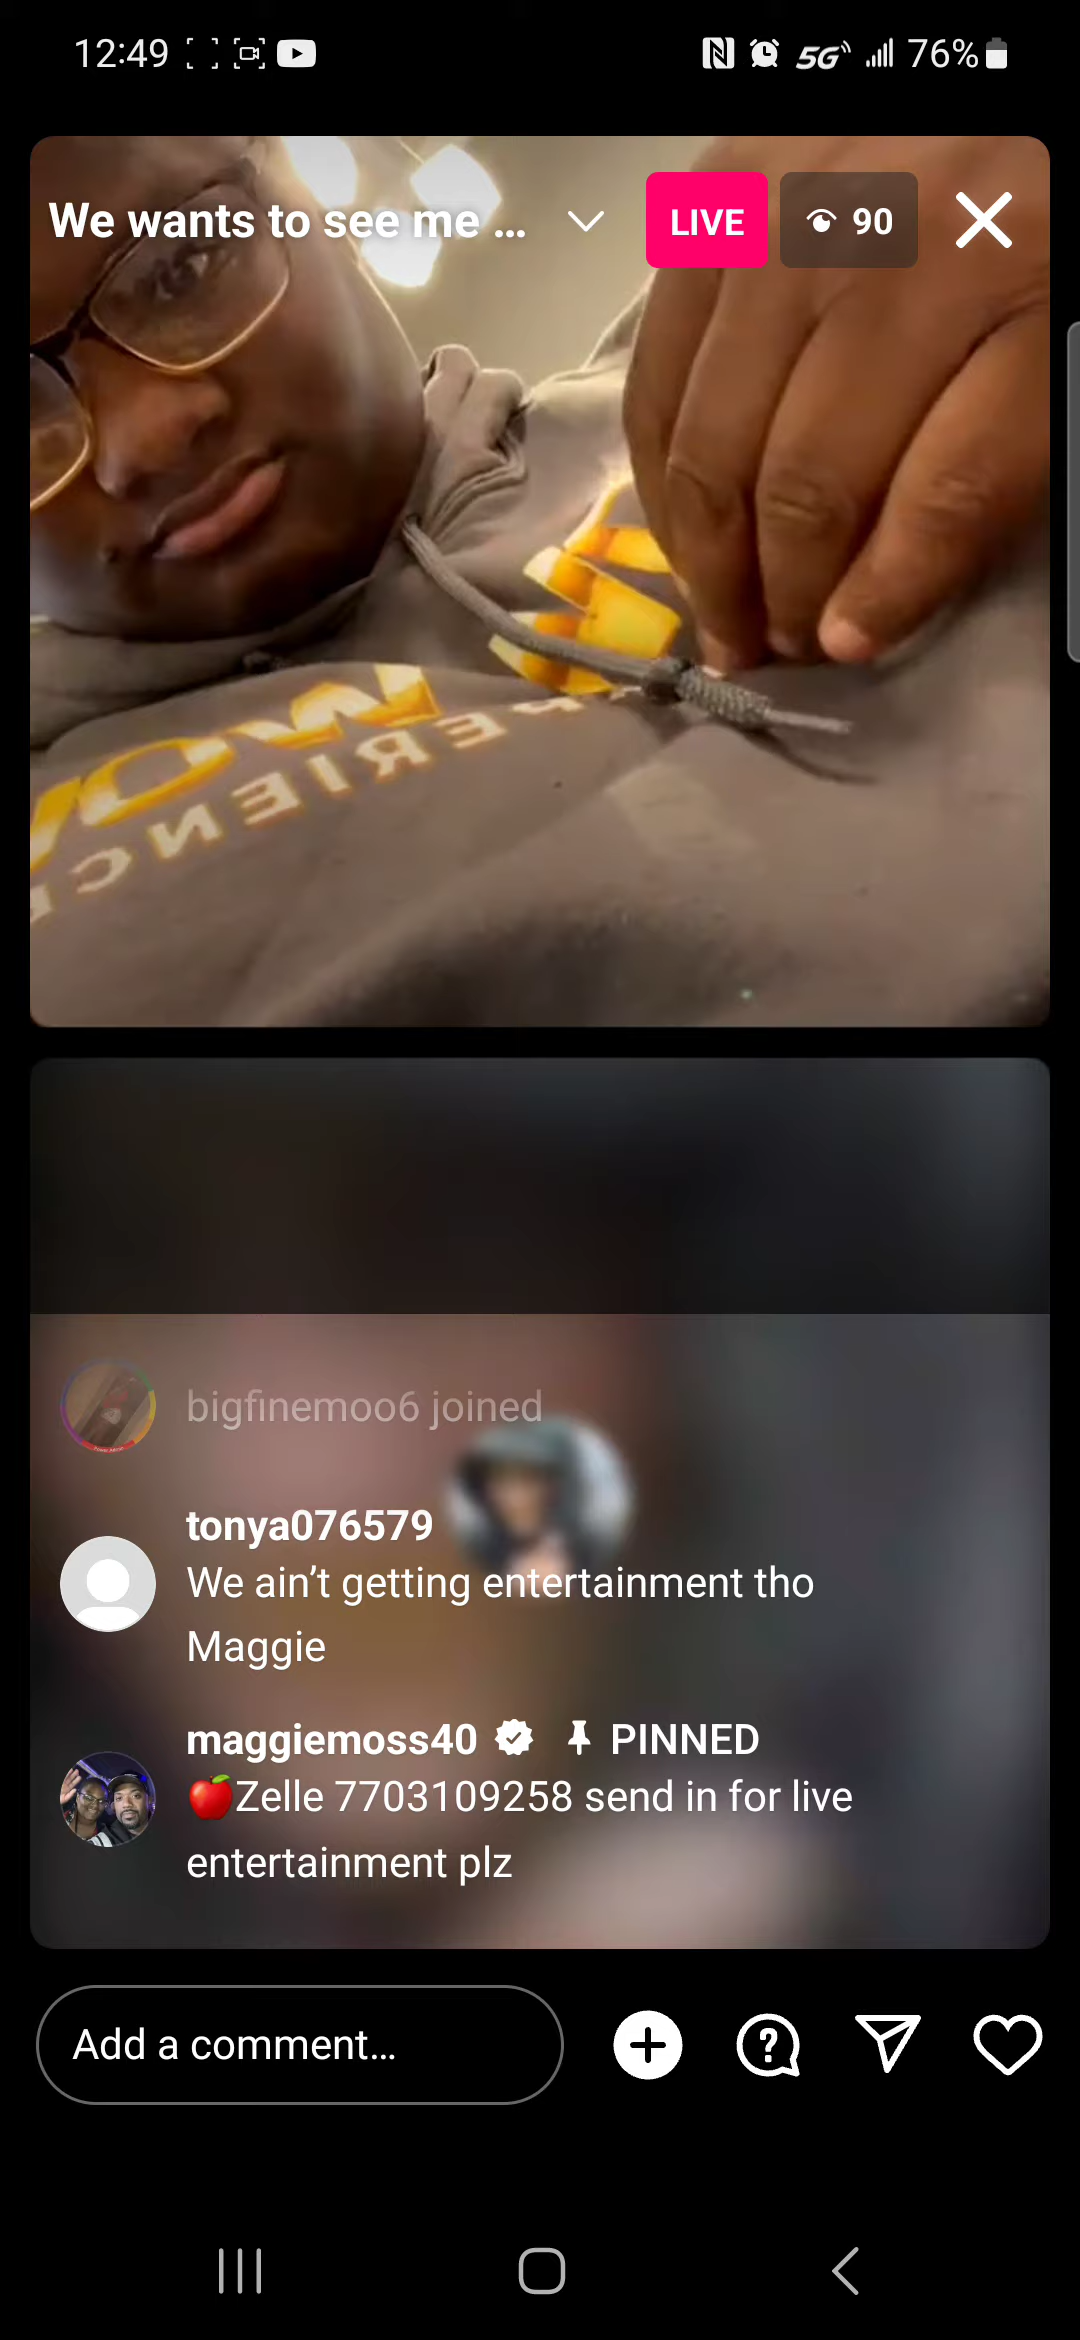 12:49
5G 76%
We wants to see me ...
LIVE
90
bigfinemoo6 joined
tonya076579
We ain't getting entertainment tho
Maggie
maggiemoss40 PINNED
🍎Zelle 7703109258 send in for live
entertainment plz
Add a comment...